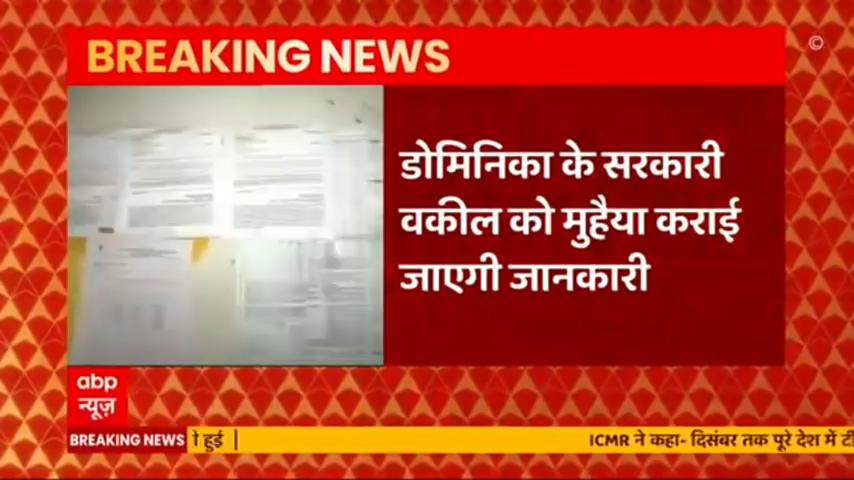 ©
BREAKING NEWS
डोमिनिका के सरकारी
वकील को मुहैया कराई
जाएगी जानकारी
abp
न्यूज़
BREAKING NEWS
हुई |
ICMR ने कहा- दिसंबर तक पूरे देश में